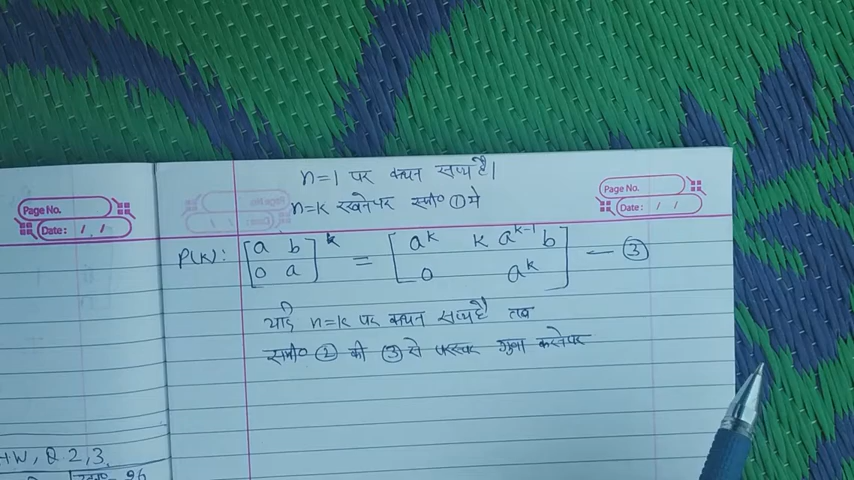 n=1 पर कथन सत्य है।
n=k रखने पर समी० ① मे
Page No.
Date: / /
Page No.
Date: / /
P(k): [a b
0 a]^k = [a^k k a^{k-1} b
0 a^k] — ③
यदि n=k पर कथन सत्य है तब
समी० ② की ③ से परस्पर गुणा करने पर
HW, Q.2,3.